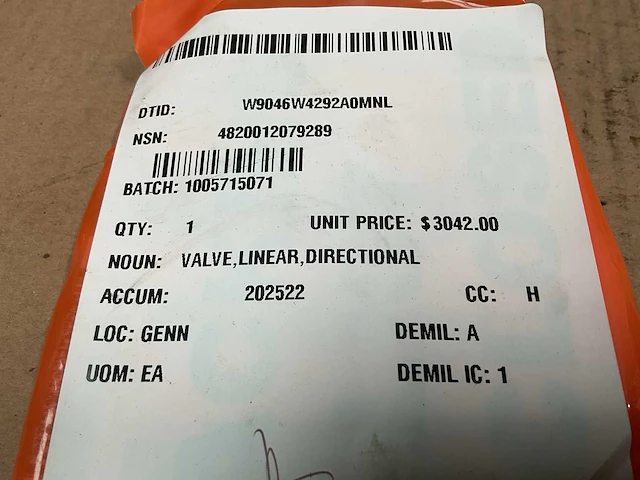 DTID: W9046W4292A0MNL
NSN: 4820012079289
BATCH: 1005715071
QTY: 1 UNIT PRICE: $3042.00
NOUN: VALVE,LINEAR,DIRECTIONAL
ACCUM: 202522 CC: H
LOC: GENN DEMIL: A
UOM: EA DEMIL IC: 1